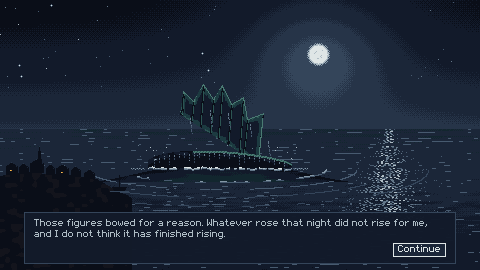 Those figures bowed for a reason. Whatever rose that night did not rise for me,
and I do not think it has finished rising.
Continue